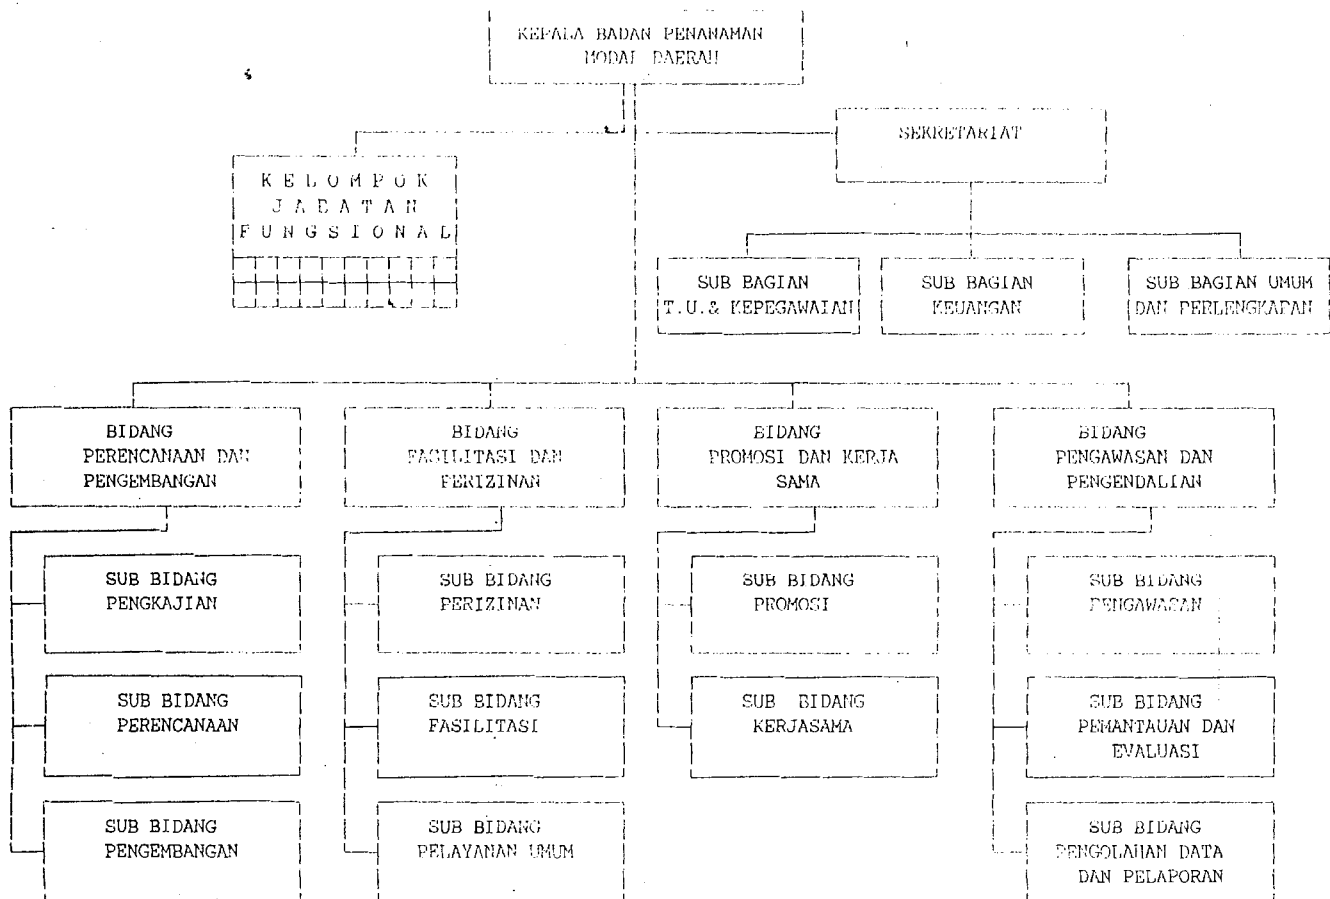 KEPALA BADAN PENANAMAN
MODAL DAERAH
SEKRETARIAT
KELOMPOK
JABATAN
FUNGSIONAL
SUB BAGIAN
T.U.& KEPEGAWAIAN
SUB BAGIAN
KEUANGAN
SUB BAGIAN UMUM
DAN PERLENGKAPAN
BIDANG
PERENCANAAN DAN
PENGEMBANGAN
BIDANG
FASILITASI DAN
PERIZINAN
BIDANG
PROMOSI DAN KERJA
SAMA
BIDANG
PENGAWASAN DAN
PENGENDALIAN
SUB BIDANG
PENGKAJIAN
SUB BIDANG
PERIZINAN
SUB BIDANG
PROMOSI
SUB BIDANG
PENGAWASAN
SUB BIDANG
PERENCANAAN
SUB BIDANG
FASILITASI
SUB BIDANG
KERJASAMA
SUB BIDANG
PEMANTAUAN DAN
EVALUASI
SUB BIDANG
PENGEMBANGAN
SUB BIDANG
PELAYANAN UMUM
SUB BIDANG
PENGOLAHAN DATA
DAN PELAPORAN